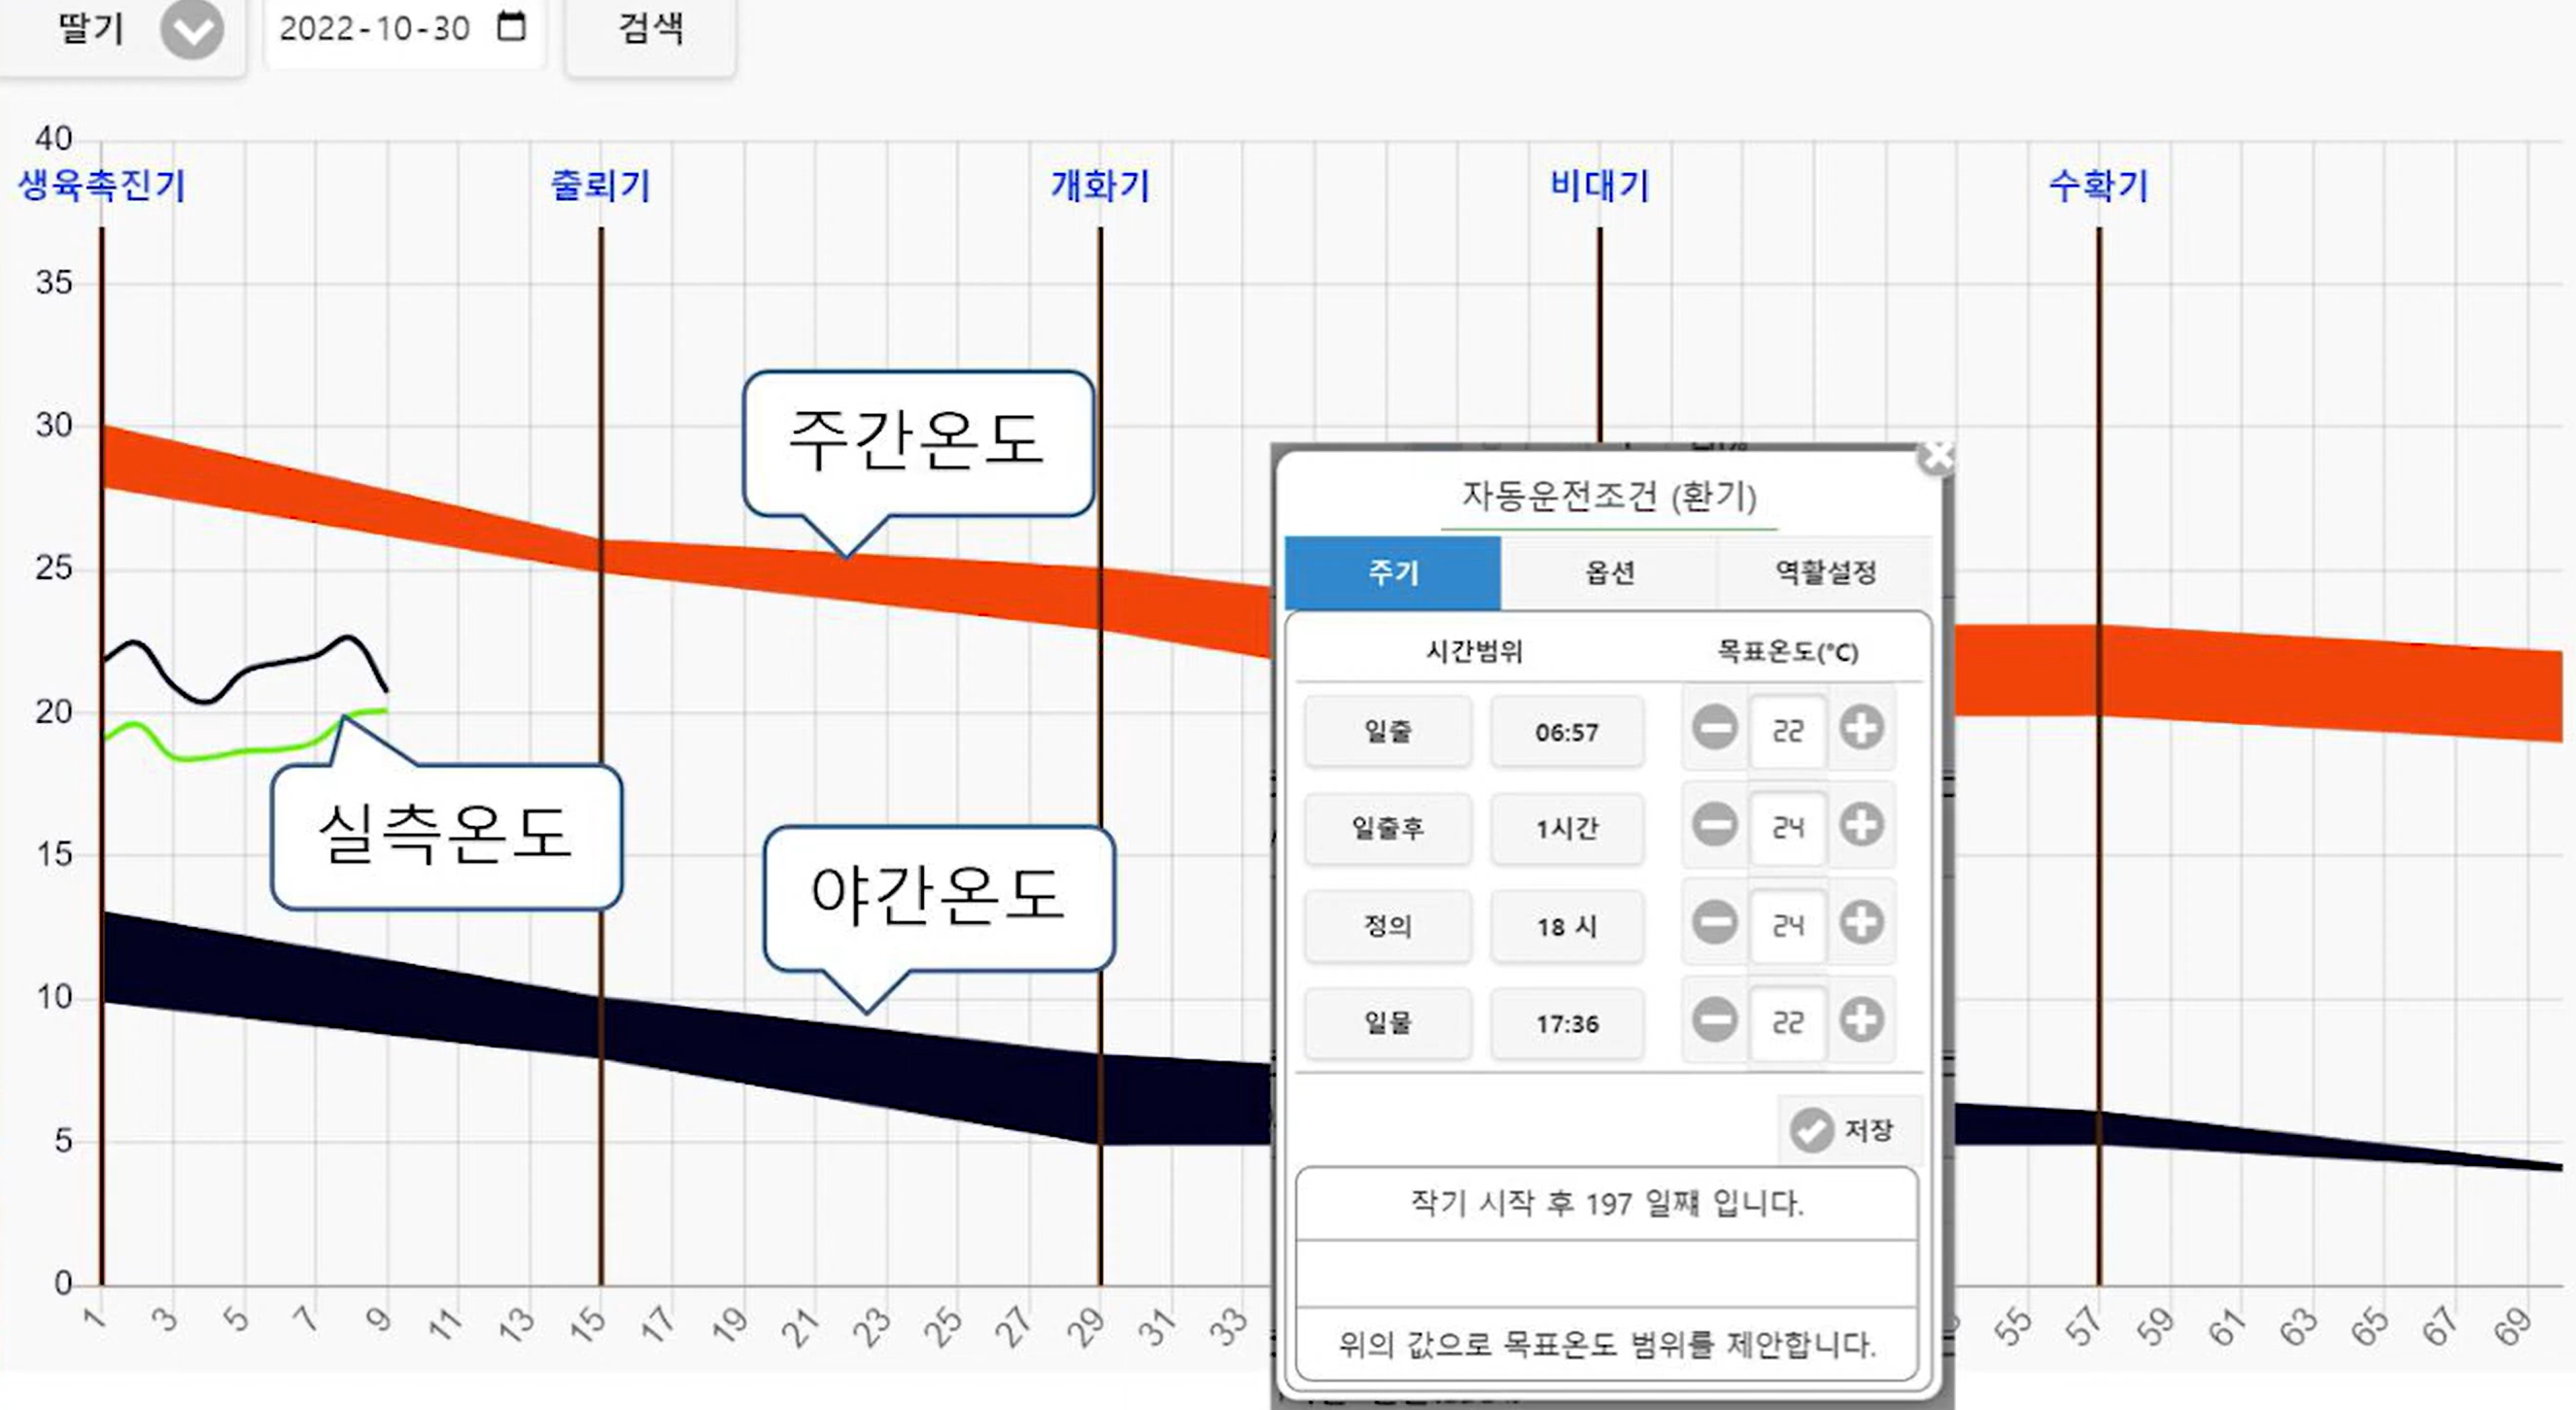 딸기 2022-10-30 검색
40
생육촉진기 출뢰기 개화기 비대기 수확기
35
30
주간온도
25
20
실측온도
15
야간온도
10
5
0
1 3 5 7 9 11 13 15 17 19 21 23 25 27 29 31 33 55 57 59 61 63 65 67 69
자동운전조건 (환기)
주기 옵션 역활설정
시간범위 목표온도(°C)
일출 06:57 22
일출후 1시간 24
정의 18 시 24
일몰 17:36 22
저장
작기 시작 후 197 일째 입니다.
위의 값으로 목표온도 범위를 제안합니다.